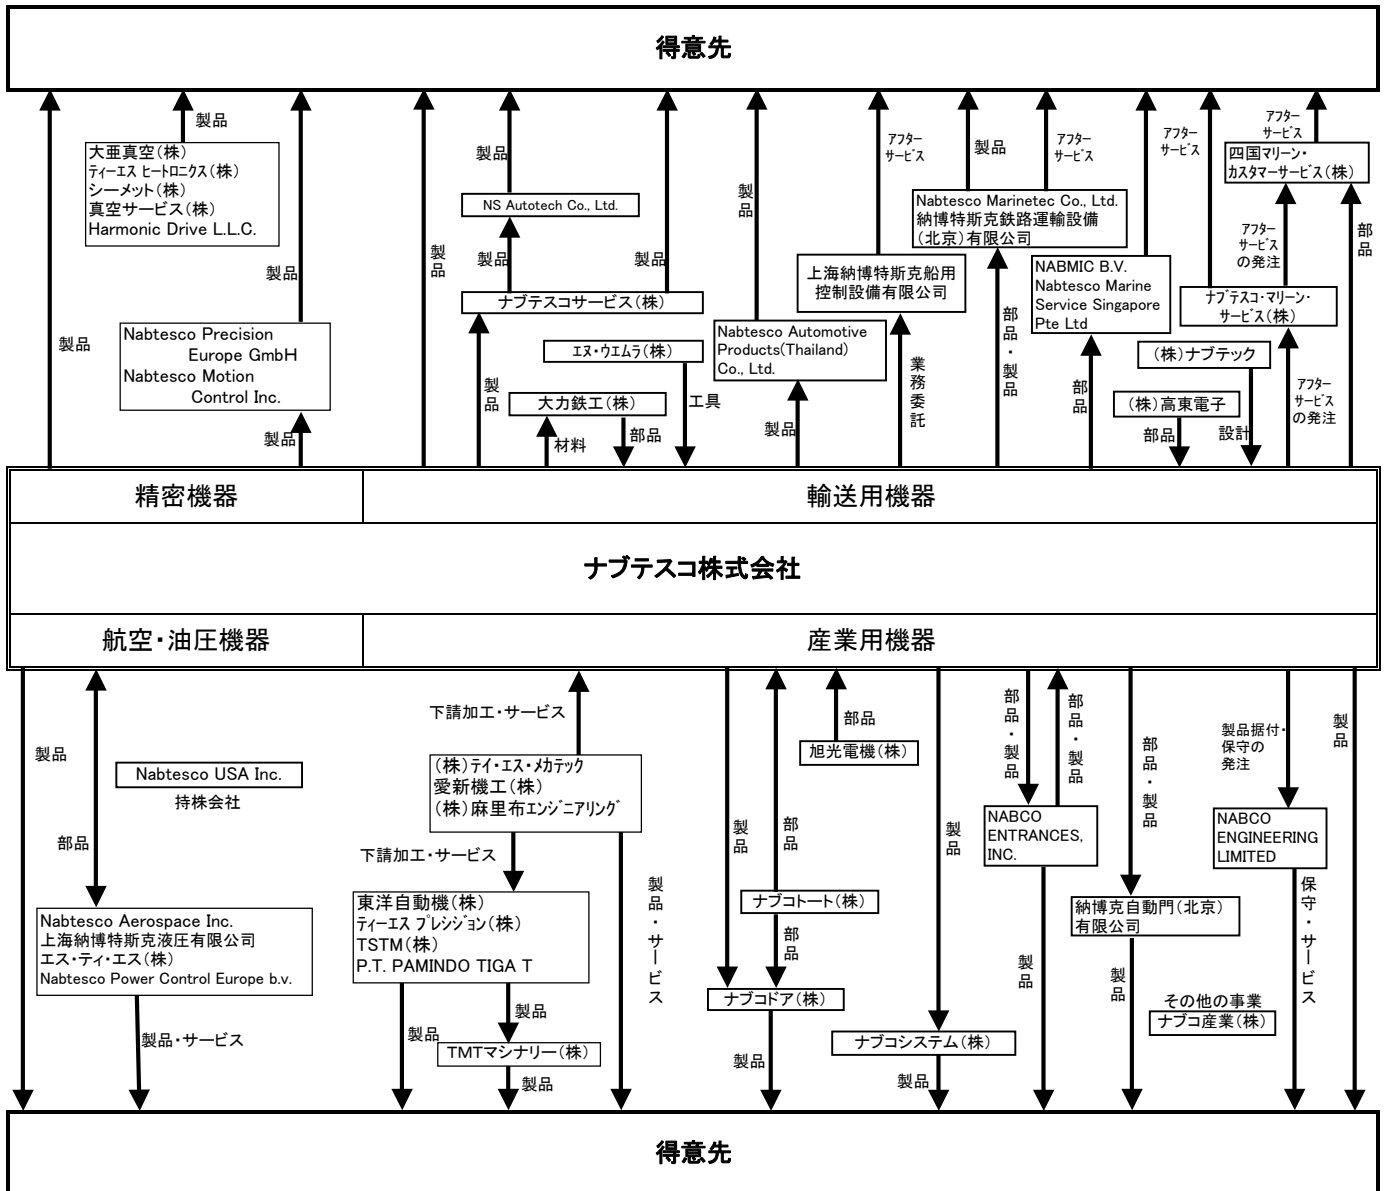 得意先
製品
大亜真空(株)
ティーエス ヒートロニクス(株)
シーメット(株)
真空サービス(株)
Harmonic Drive L.L.C.
製品
製品
Nabtesco Precision
Europe GmbH
Nabtesco Motion
Control Inc.
製品
製品
製品
NS Autotech Co., Ltd.
製品
製品
ナブテスコサービス(株)
製品
エヌ・ウエムラ(株)
工具
大力鉄工(株)
材料
部品
製品
Nabtesco Automotive
Products(Thailand)
Co., Ltd.
製品
アフター
サービス
上海納博特斯克船用
控制設備有限公司
業務委託
製品
アフター
サービス
Nabtesco Marinetec Co., Ltd.
納博特斯克鉄路運輸設備
(北京)有限公司
部品・製品
アフター
サービス
NABMIC B.V.
Nabtesco Marine
Service Singapore
Pte Ltd
部品
アフター
サービス
四国マリーン・
カスタマーサービス(株)
アフター
サービス
の発注
部品
ナブテスコ・マリーン・
サービス(株)
(株)ナブテック
(株)高東電子
部品
設計
アフター
サービス
の発注
精密機器
輸送用機器
ナブテスコ株式会社
航空・油圧機器
産業用機器
製品
Nabtesco USA Inc.
持株会社
部品
Nabtesco Aerospace Inc.
上海納博特斯克液圧有限公司
エス・ティ・エス(株)
Nabtesco Power Control Europe b.v.
製品・サービス
下請加工・サービス
(株)テイ・エス・メカテック
愛新機工(株)
(株)麻里布エンジニアリング
下請加工・サービス
製品・サービス
東洋自動機(株)
ティーエス プレシジョン(株)
TSTM(株)
P.T. PAMINDO TIGA T
製品
製品
TMTマシナリー(株)
製品
部品
旭光電機(株)
製品
部品
ナブコトート(株)
部品
ナブコドア(株)
製品
製品
ナブコシステム(株)
製品
部品・製品
部品・製品
NABCO
ENTRANCES,
INC.
製品
部品・製品
納博克自動門(北京)
有限公司
製品
製品据付・
保守の
発注
NABCO
ENGINEERING
LIMITED
保守・サービス
その他の事業
ナブコ産業(株)
製品
得意先